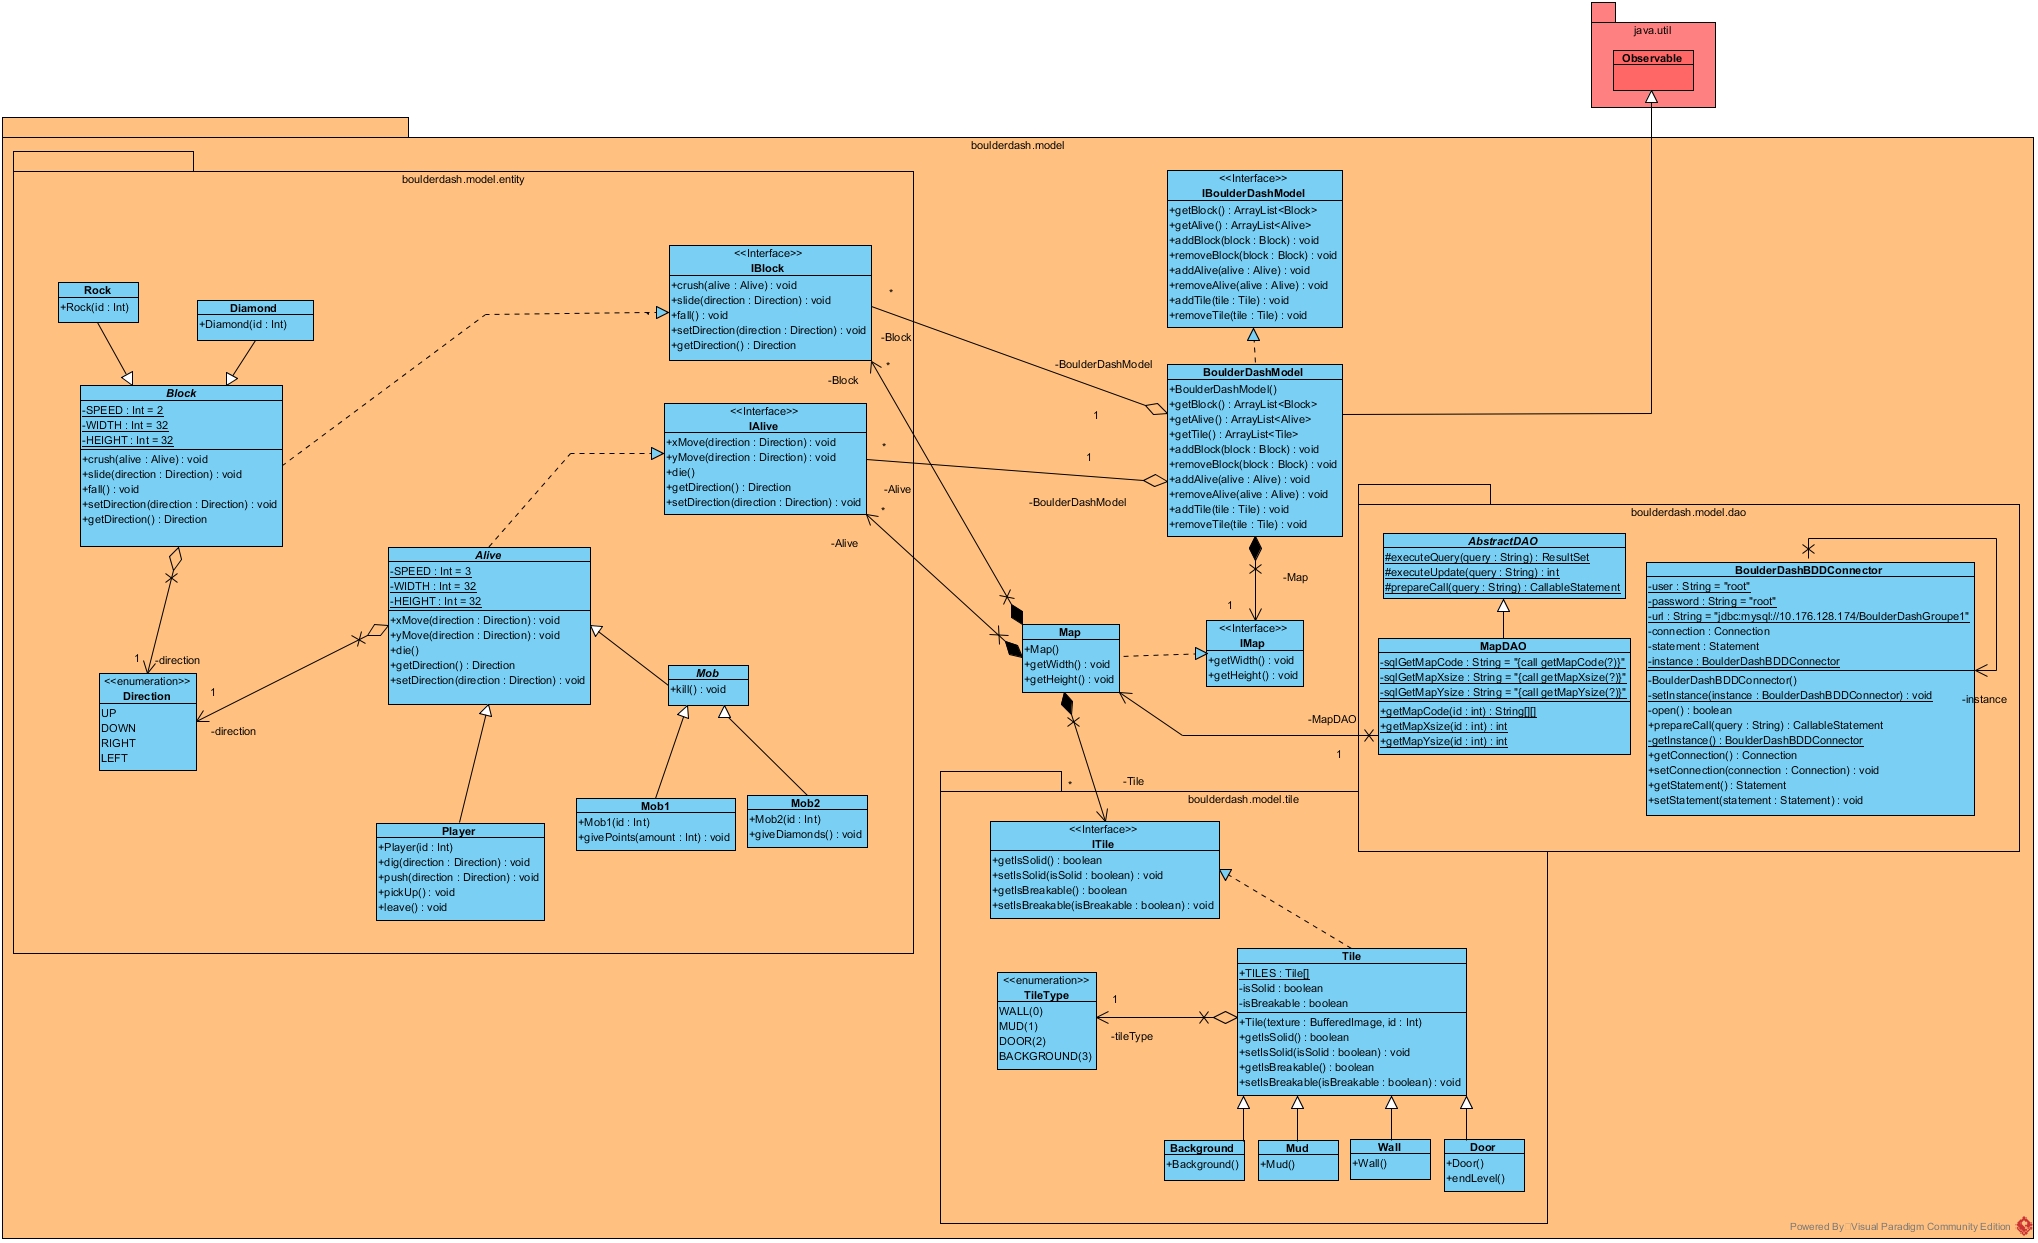 java.util
Observable
boulderdash.model
boulderdash.model.entity
Rock
+Rock(id : Int)
Diamond
+Diamond(id : Int)
Block
-SPEED : Int = 2
-WIDTH : Int = 32
-HEIGHT : Int = 32
+crush(alive : Alive) : void
+slide(direction : Direction) : void
+fall() : void
+setDirection(direction : Direction) : void
+getDirection() : Direction
<<Interface>>
IBlock
+crush(alive : Alive) : void
+slide(direction : Direction) : void
+fall() : void
+setDirection(direction : Direction) : void
+getDirection() : Direction
*
-Block
*
-Block
<<Interface>>
IAlive
+xMove(direction : Direction) : void
+yMove(direction : Direction) : void
+die()
+getDirection() : Direction
+setDirection(direction : Direction) : void
*
-Alive
*
-Alive
Alive
-SPEED : Int = 3
-WIDTH : Int = 32
-HEIGHT : Int = 32
+xMove(direction : Direction) : void
+yMove(direction : Direction) : void
+die()
+getDirection() : Direction
+setDirection(direction : Direction) : void
1
-direction
1
-direction
<<enumeration>>
Direction
UP
DOWN
RIGHT
LEFT
Mob
+kill() : void
Mob1
+Mob1(id : Int)
+givePoints(amount : Int) : void
Mob2
+Mob2(id : Int)
+giveDiamonds() : void
Player
+Player(id : Int)
+dig(direction : Direction) : void
+push(direction : Direction) : void
+pickUp() : void
+leave() : void
<<Interface>>
IBoulderDashModel
+getBlock() : ArrayList<Block>
+getAlive() : ArrayList<Alive>
+addBlock(block : Block) : void
+removeBlock(block : Block) : void
+addAlive(alive : Alive) : void
+removeAlive(alive : Alive) : void
+addTile(tile : Tile) : void
+removeTile(tile : Tile) : void
-BoulderDashModel
1
1
-BoulderDashModel
BoulderDashModel
+BoulderDashModel()
+getBlock() : ArrayList<Block>
+getAlive() : ArrayList<Alive>
+getTile() : ArrayList<Tile>
+addBlock(block : Block) : void
+removeBlock(block : Block) : void
+addAlive(alive : Alive) : void
+removeAlive(alive : Alive) : void
+addTile(tile : Tile) : void
+removeTile(tile : Tile) : void
-Map
1
Map
+Map()
+getWidth() : void
+getHeight() : void
<<Interface>>
IMap
+getWidth() : void
+getHeight() : void
-MapDAO
1
*
-Tile
boulderdash.model.dao
AbstractDAO
#executeQuery(query : String) : ResultSet
#executeUpdate(query : String) : int
#prepareCall(query : String) : CallableStatement
MapDAO
-sqlGetMapCode : String = "{call getMapCode(?)}"
-sqlGetMapXsize : String = "{call getMapXsize(?)}"
-sqlGetMapYsize : String = "{call getMapYsize(?)}"
+getMapCode(id : int) : String[][]
+getMapXsize(id : int) : int
+getMapYsize(id : int) : int
BoulderDashBDDConnector
-user : String = "root"
-password : String = "root"
-url : String = "jdbc:mysql://10.176.128.174/BoulderDashGroupe1"
-connection : Connection
-statement : Statement
-instance : BoulderDashBDDConnector
-BoulderDashBDDConnector()
-setInstance(instance : BoulderDashBDDConnector) : void
-open() : boolean
+prepareCall(query : String) : CallableStatement
-getInstance() : BoulderDashBDDConnector
+getConnection() : Connection
+setConnection(connection : Connection) : void
+getStatement() : Statement
+setStatement(statement : Statement) : void
-instance
boulderdash.model.tile
<<Interface>>
ITile
+getIsSolid() : boolean
+setIsSolid(isSolid : boolean) : void
+getIsBreakable() : boolean
+setIsBreakable(isBreakable : boolean) : void
<<enumeration>>
TileType
WALL(0)
MUD(1)
DOOR(2)
BACKGROUND(3)
1
-tileType
Tile
+TILES : Tile[]
-isSolid : boolean
-isBreakable : boolean
+Tile(texture : BufferedImage, id : Int)
+getIsSolid() : boolean
+setIsSolid(isSolid : boolean) : void
+getIsBreakable() : boolean
+setIsBreakable(isBreakable : boolean) : void
Background
+Background()
Mud
+Mud()
Wall
+Wall()
Door
+Door()
+endLevel()
Powered By Visual Paradigm Community Edition